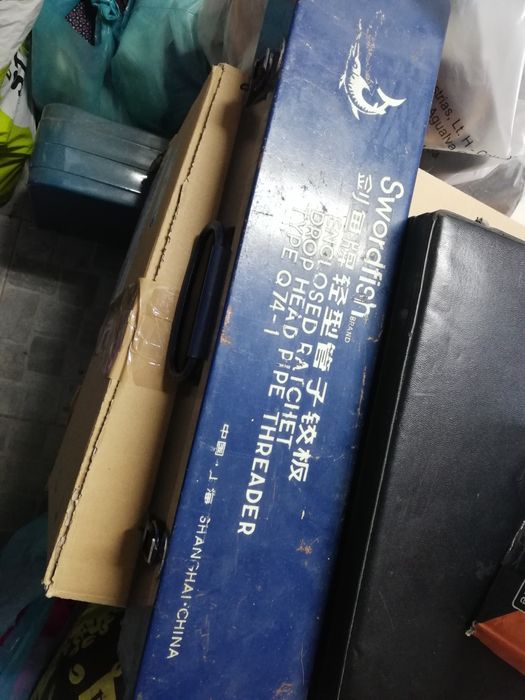 Swordfish
BRAND
剑鱼牌轻型管子铰板
ENCLOSED RATCHET
DROP HEAD PIPE THREADER
TYPE Q74-1
中国·上海 SHANGHAI·CHINA